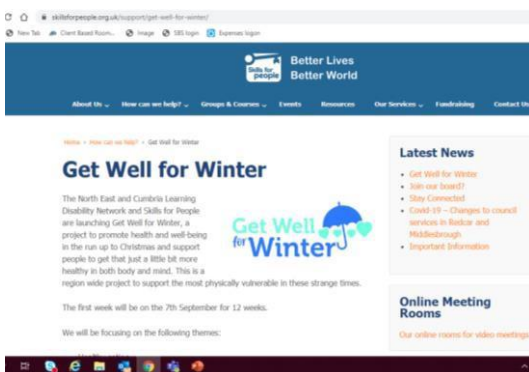 skillsforpeople.org.uk/support/get-well-for-winter/
New Tab Client Based Room... Image SBS login Expenses login
Skills for people
Better Lives
Better World
About Us How can we help? Groups & Courses Events Resources Our Services Fundraising Contact Us
Home > How can we help? > Get Well for Winter
Get Well for Winter
The North East and Cumbria Learning
Disability Network and Skills for People
are launching Get Well for Winter, a
project to promote health and well-being
in the run up to Christmas and support
people to get that just a little bit more
healthy in both body and mind. This is a
region wide project to support the most physically vulnerable in these strange times.
Get Well
for Winter
The first week will be on the 7th September for 12 weeks.
We will be focusing on the following themes:
Latest News
Get Well for Winter
Join our board?
Stay Connected
Covid-19 – Changes to council
services in Redcar and
Middlesbrough
Important Information
Online Meeting
Rooms
Our online rooms for video meetings